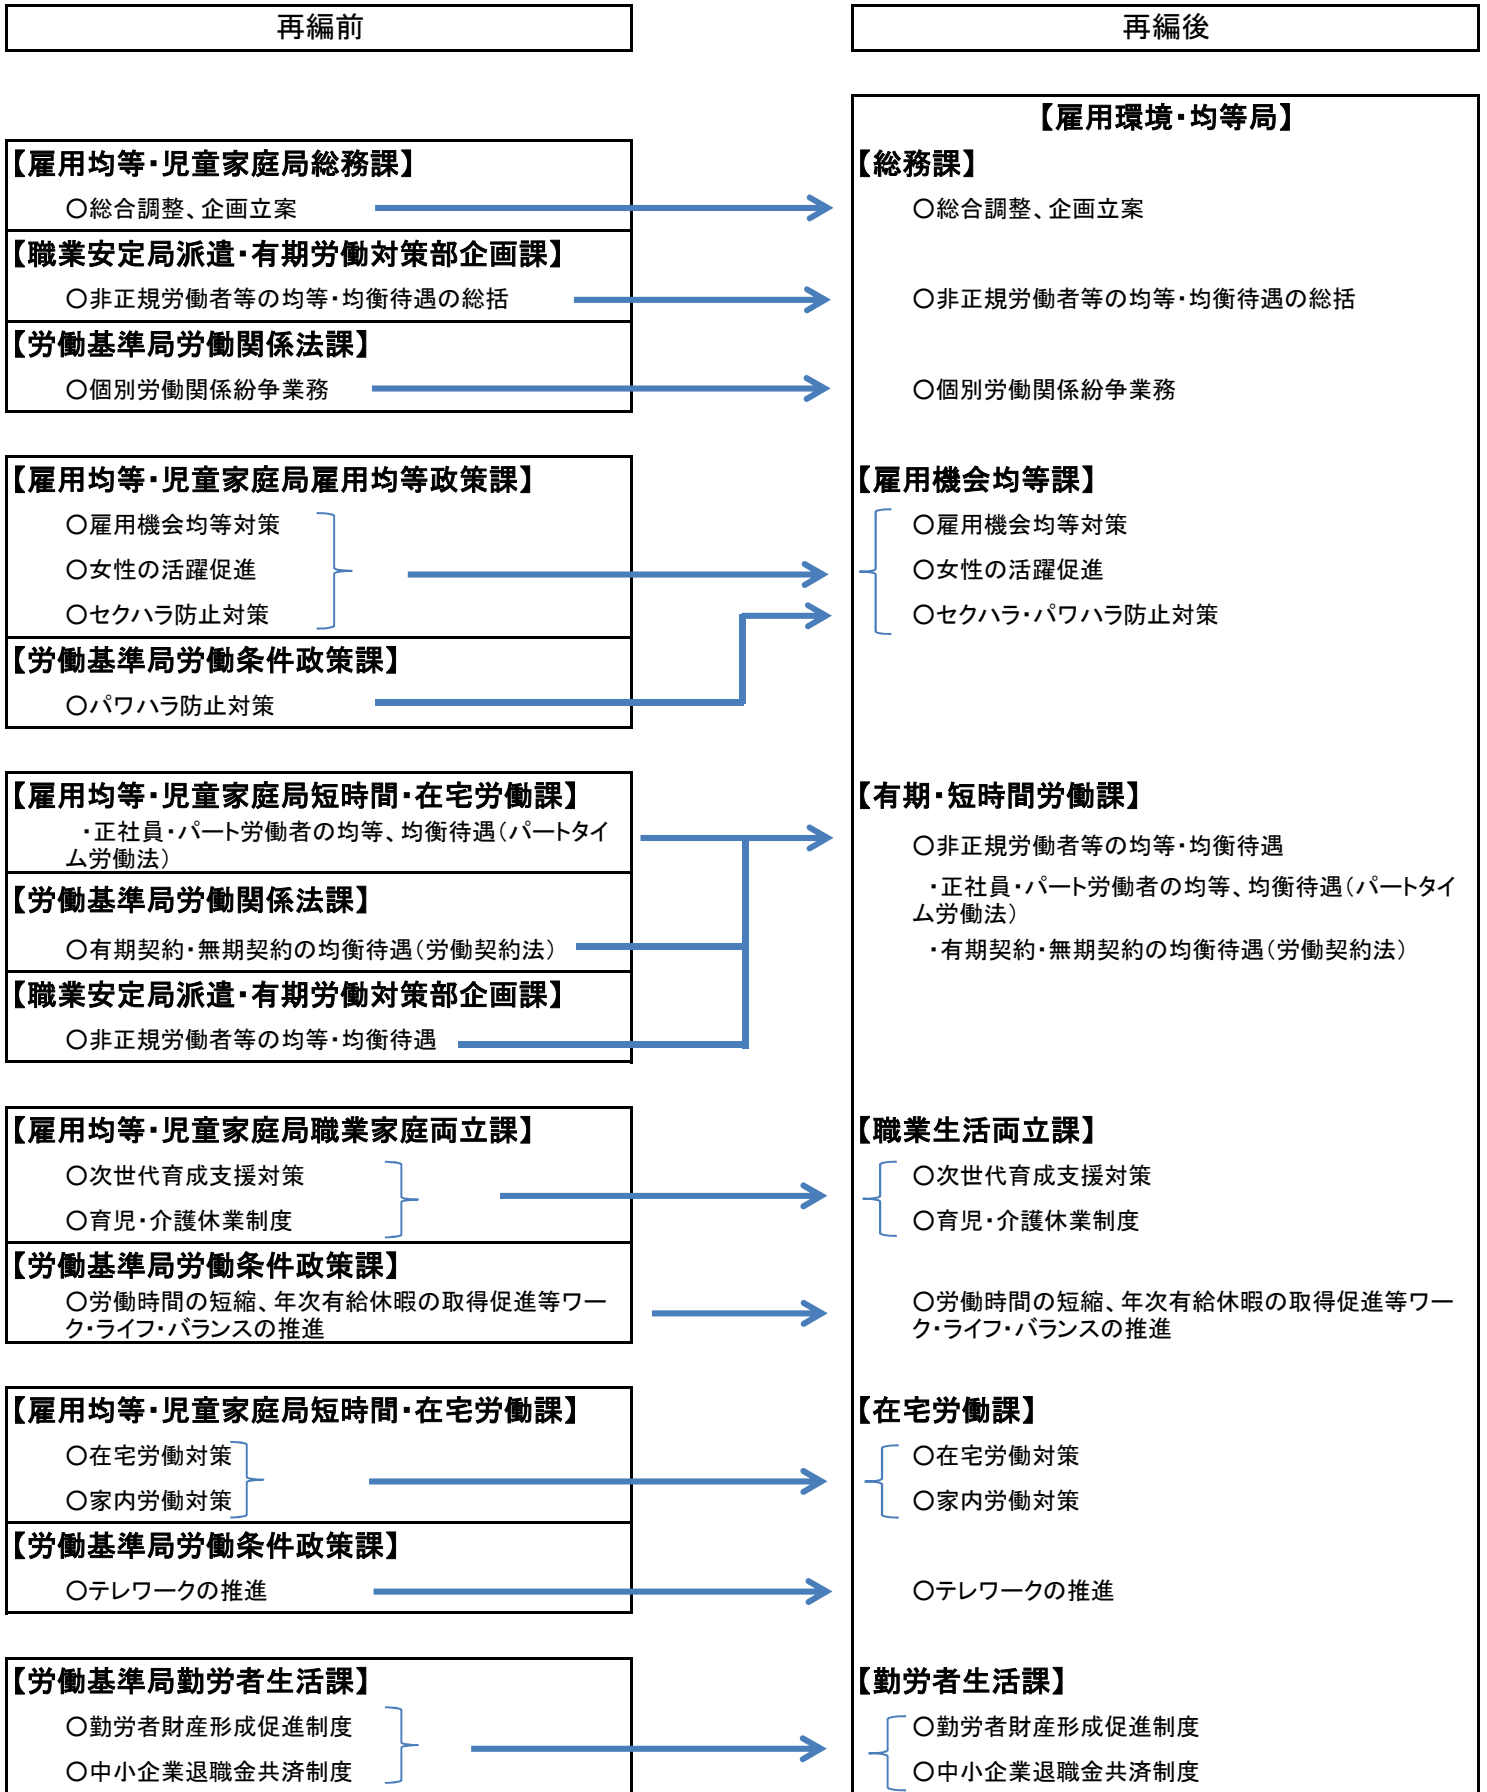 再編前
再編後
【雇用均等・児童家庭局総務課】
○総合調整、企画立案
【職業安定局派遣・有期労働対策部企画課】
○非正規労働者等の均等・均衡待遇の総括
【労働基準局労働関係法課】
○個別労働関係紛争業務
【雇用均等・児童家庭局雇用均等政策課】
○雇用機会均等対策
○女性の活躍促進
○セクハラ防止対策
【労働基準局労働条件政策課】
○パワハラ防止対策
【雇用均等・児童家庭局短時間・在宅労働課】
・正社員・パート労働者の均等、均衡待遇（パートタイ
ム労働法）
【労働基準局労働関係法課】
○有期契約・無期契約の均衡待遇（労働契約法）
【職業安定局派遣・有期労働対策部企画課】
○非正規労働者等の均等・均衡待遇
【雇用均等・児童家庭局職業家庭両立課】
○次世代育成支援対策
○育児・介護休業制度
【労働基準局労働条件政策課】
○労働時間の短縮、年次有給休暇の取得促進等ワー
ク・ライフ・バランスの推進
【雇用均等・児童家庭局短時間・在宅労働課】
○在宅労働対策
○家内労働対策
【労働基準局労働条件政策課】
○テレワークの推進
【労働基準局勤労者生活課】
○勤労者財産形成促進制度
○中小企業退職金共済制度
【雇用環境・均等局】
【総務課】
○総合調整、企画立案
○非正規労働者等の均等・均衡待遇の総括
○個別労働関係紛争業務
【雇用機会均等課】
○雇用機会均等対策
○女性の活躍促進
○セクハラ・パワハラ防止対策
【有期・短時間労働課】
○非正規労働者等の均等・均衡待遇
・正社員・パート労働者の均等、均衡待遇（パートタイ
ム労働法）
・有期契約・無期契約の均衡待遇（労働契約法）
【職業生活両立課】
○次世代育成支援対策
○育児・介護休業制度
○労働時間の短縮、年次有給休暇の取得促進等ワー
ク・ライフ・バランスの推進
【在宅労働課】
○在宅労働対策
○家内労働対策
○テレワークの推進
【勤労者生活課】
○勤労者財産形成促進制度
○中小企業退職金共済制度